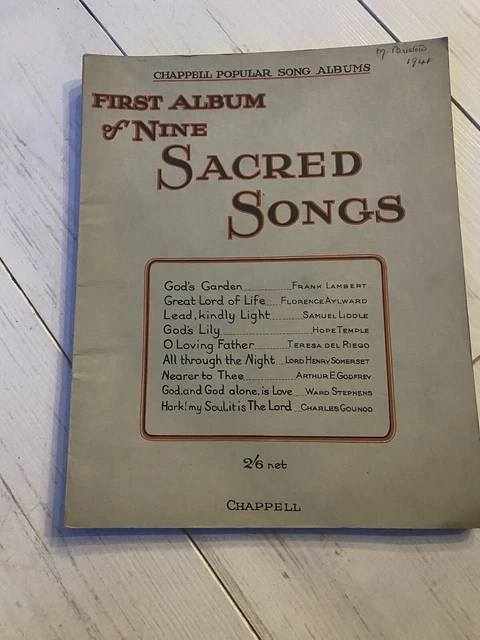 M. Bristow
1941
CHAPPELL POPULAR SONG ALBUMS
FIRST ALBUM
of NINE
SACRED
SONGS
God's Garden........FRANK LAMBERT
Great Lord of Life....FLORENCE AYLWARD
Lead, kindly Light.......SAMUEL LIDDLE
God's Lily........HOPE TEMPLE
O Loving Father........TERESA DEL RIEGO
All through the Night...LORD HENRY SOMERSET
Nearer to Thee........ARTHUR E. GODFREY
God, and God alone, is Love...WARD STEPHENS
Hark! my Soul, it is The Lord...CHARLES GOUNOD
2/6 net
CHAPPELL